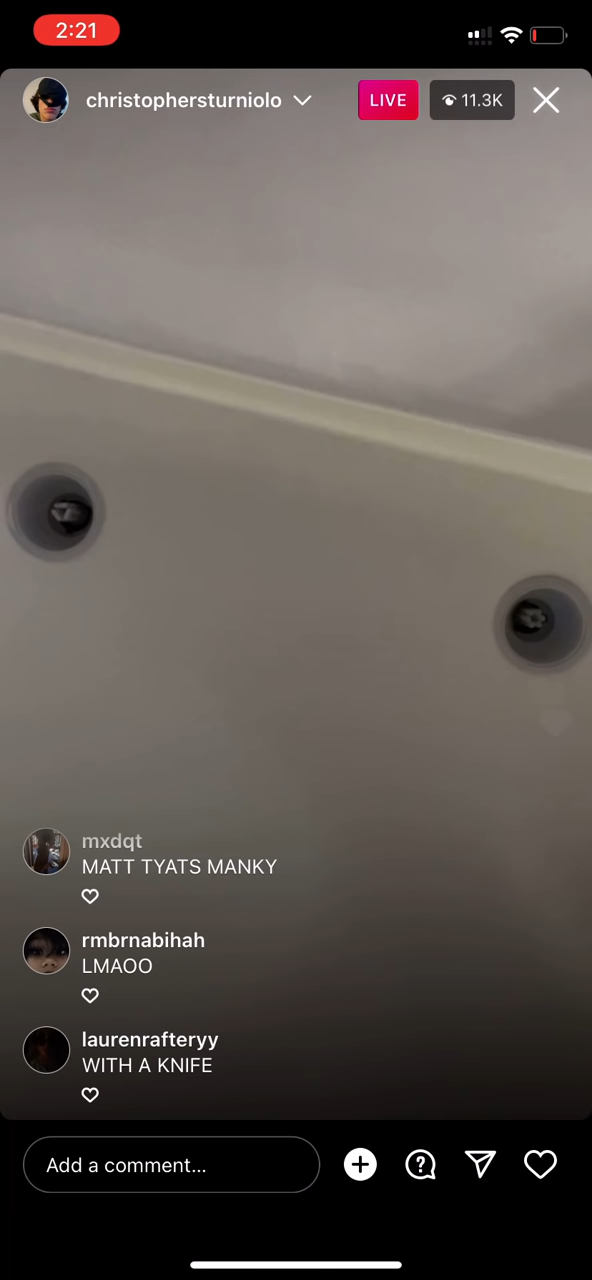 2:21
christophersturniolo
LIVE
11.3K
mxdqt
MATT TYATS MANKY
rmbrnabihah
LMAOO
laurenrafteryy
WITH A KNIFE
Add a comment...